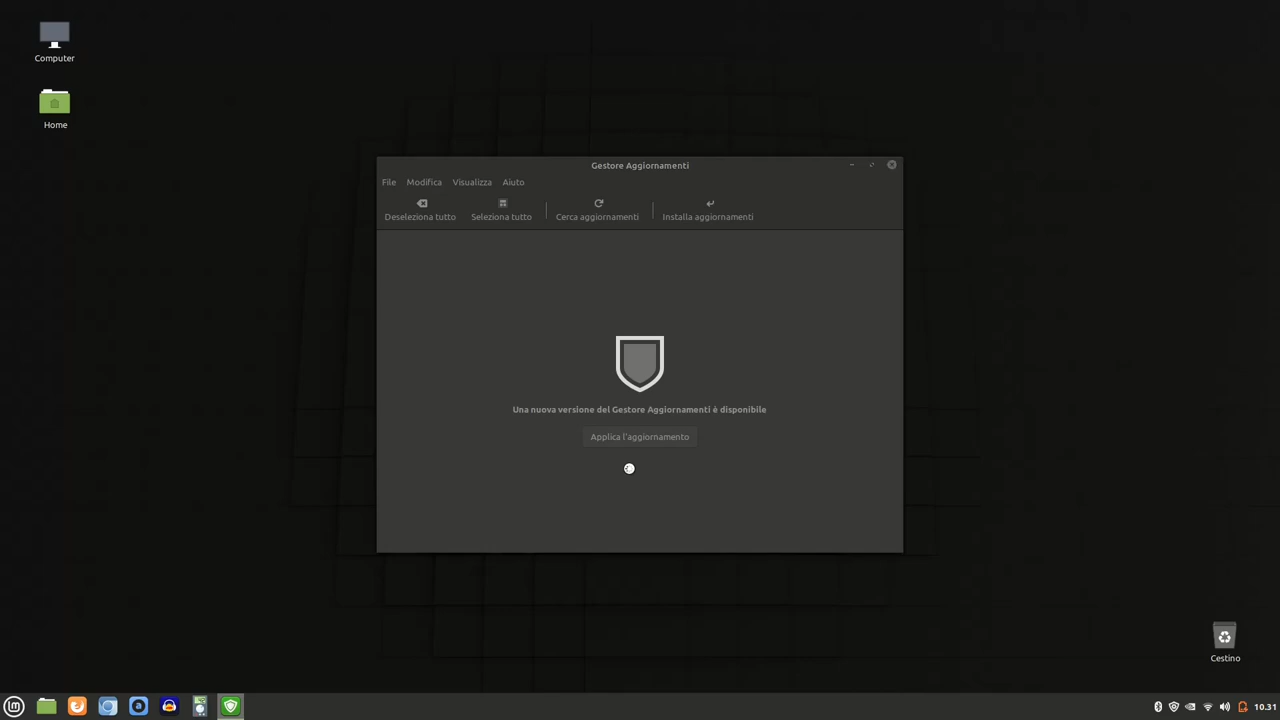 Computer
Home
Gestore Aggiornamenti
File Modifica Visualizza Aiuto
Deseleziona tutto Seleziona tutto Cerca aggiornamenti Installa aggiornamenti
Una nuova versione del Gestore Aggiornamenti è disponibile
Applica l'aggiornamento
Cestino
10.31